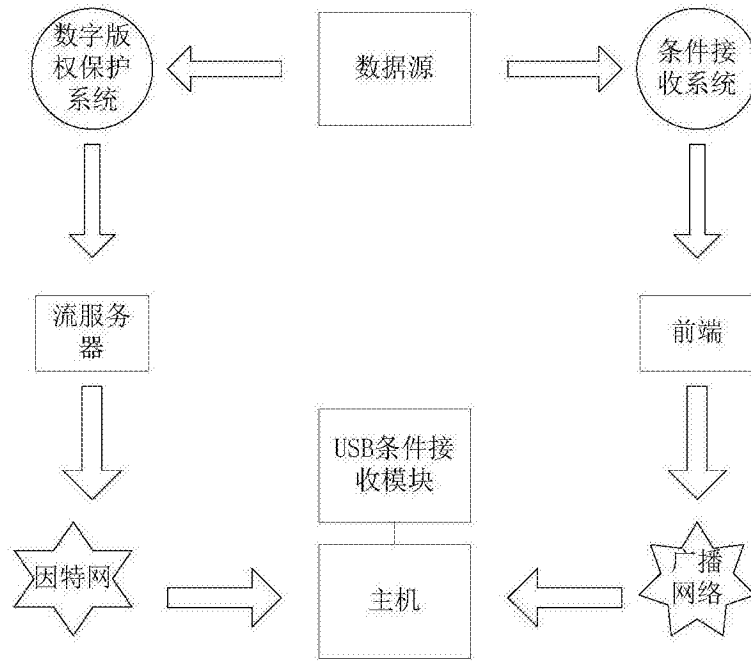 数字版
权保护
系统
数据源
条件接
收系统
流服务
器
前端
USB条件接
收模块
因特网
主机
广播
网络